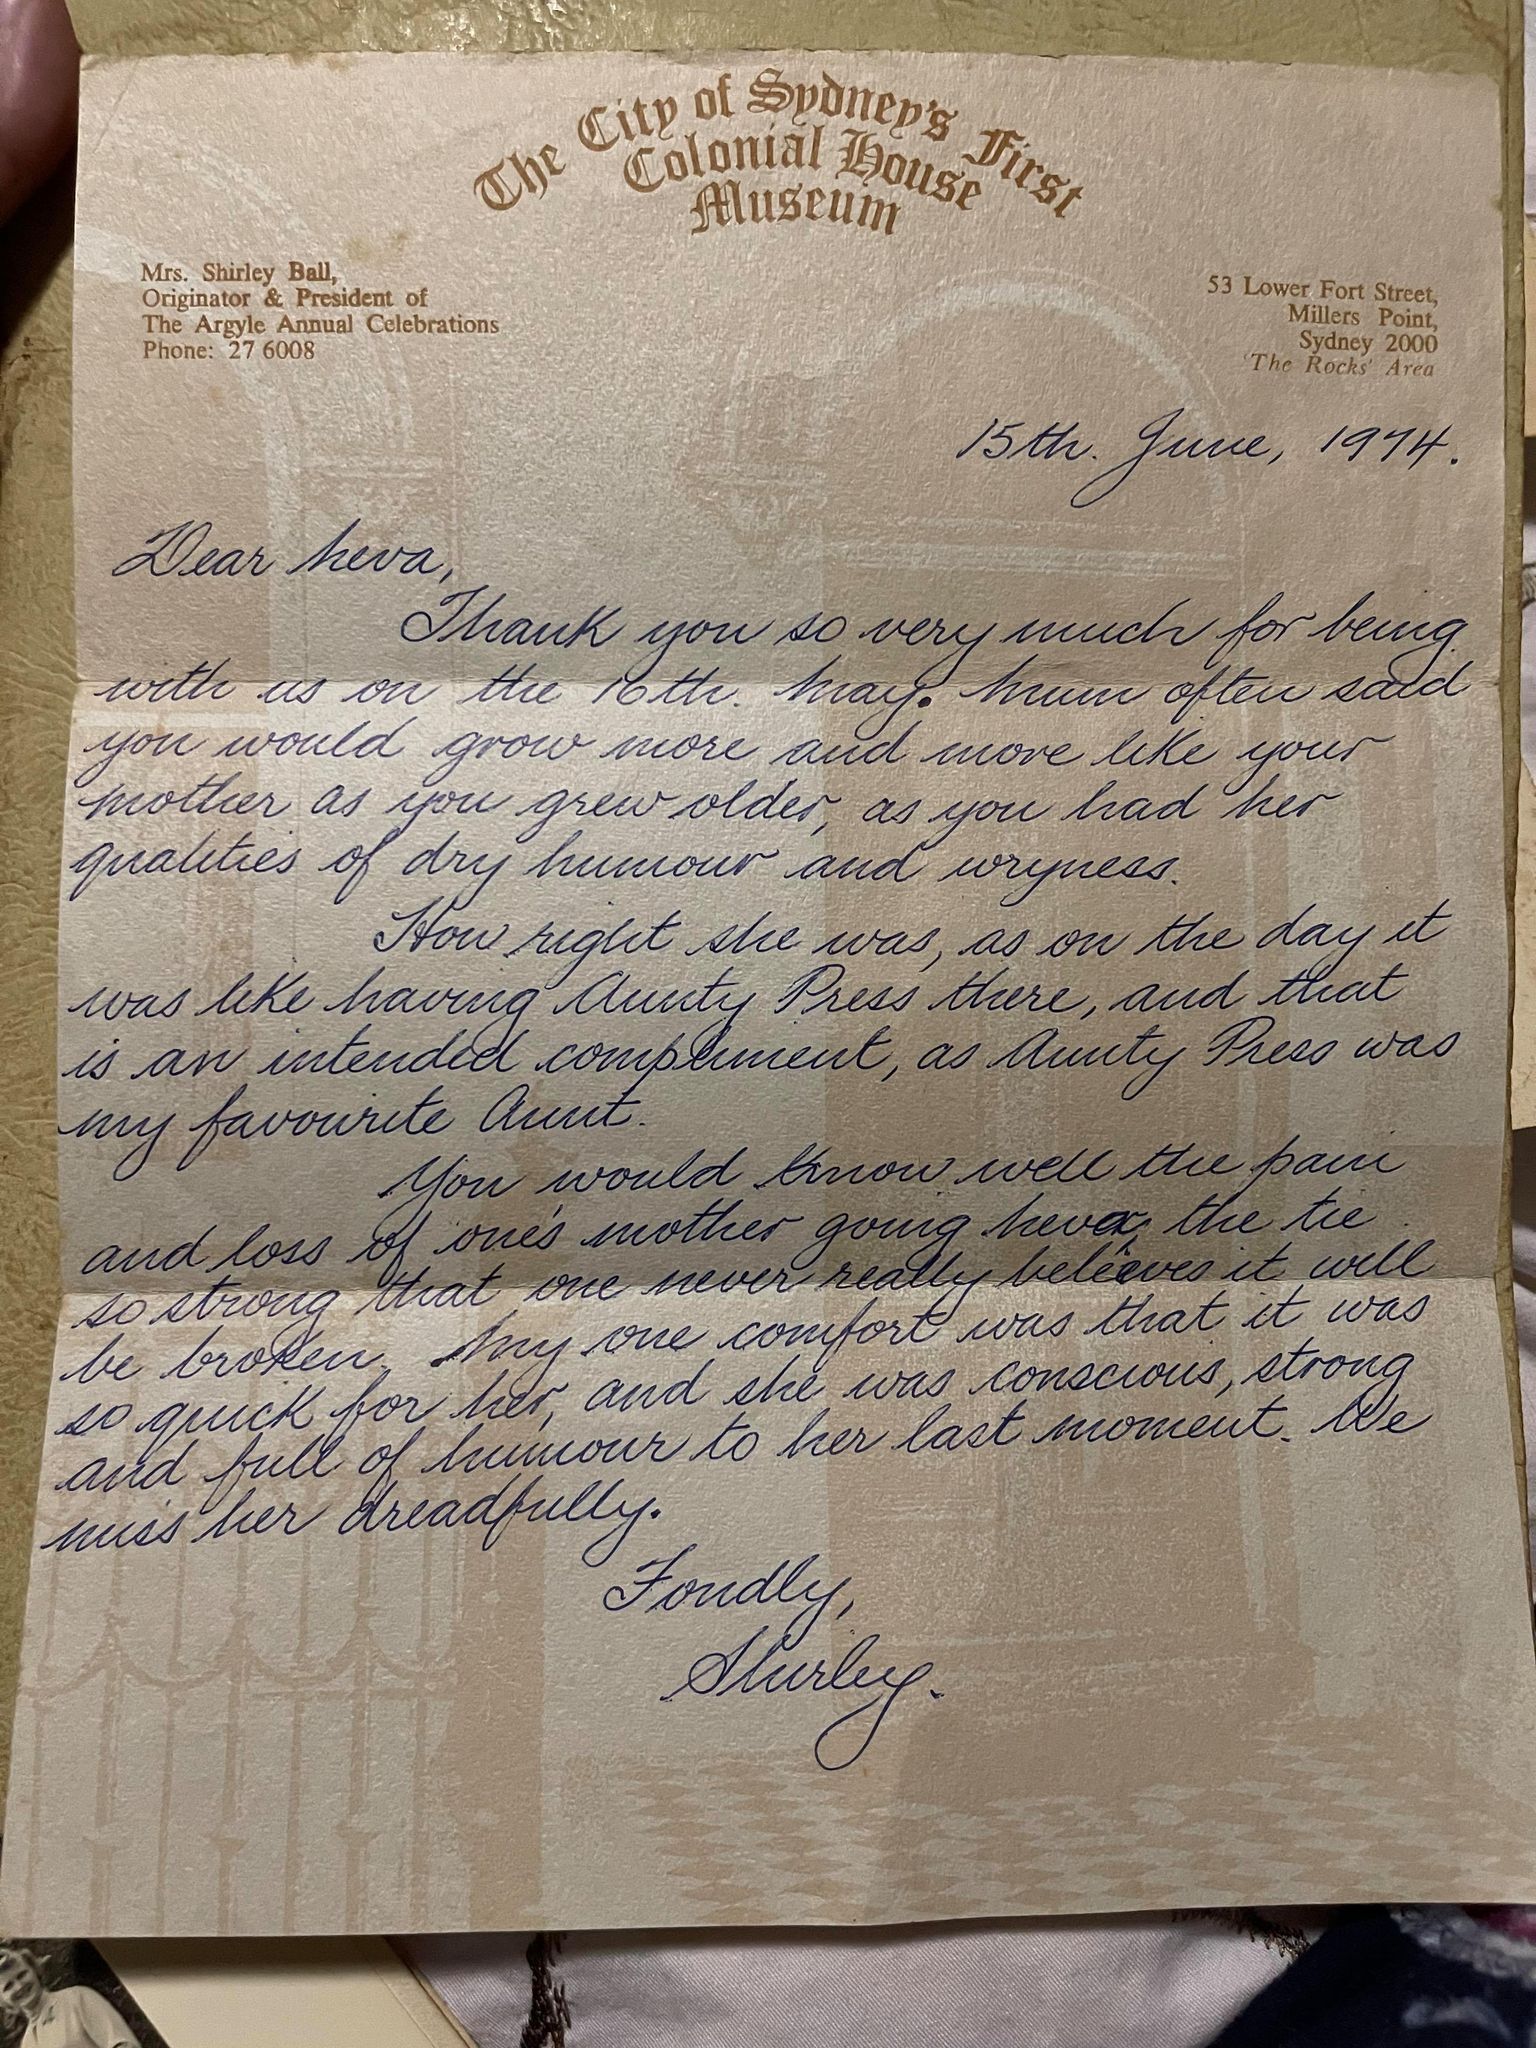 The City of Sydney's First
Colonial House
Museum
Mrs. Shirley Ball,
Originator & President of
The Argyle Annual Celebrations
Phone: 27 6008
53 Lower Fort Street,
Millers Point,
Sydney 2000
'The Rocks' Area
15th. June, 1974.
Dear Neva,
Thank you so very much for being
with us on the 16th. May. Mum often said
you would grow more and more like your
mother as you grew older, as you had her
qualities of dry humour and wryness.
How right she was, as on the day it
was like having Aunty Press there, and that
is an intended compliment, as Aunty Press was
my favourite Aunt.
You would know well the pain
and loss of one's mother going Neva, the tie
so strong that one never really believes it will
be broken. My one comfort was that it was
so quick for her, and she was conscious, strong
and full of humour to her last moment. We
miss her dreadfully.
Fondly,
Shirley.